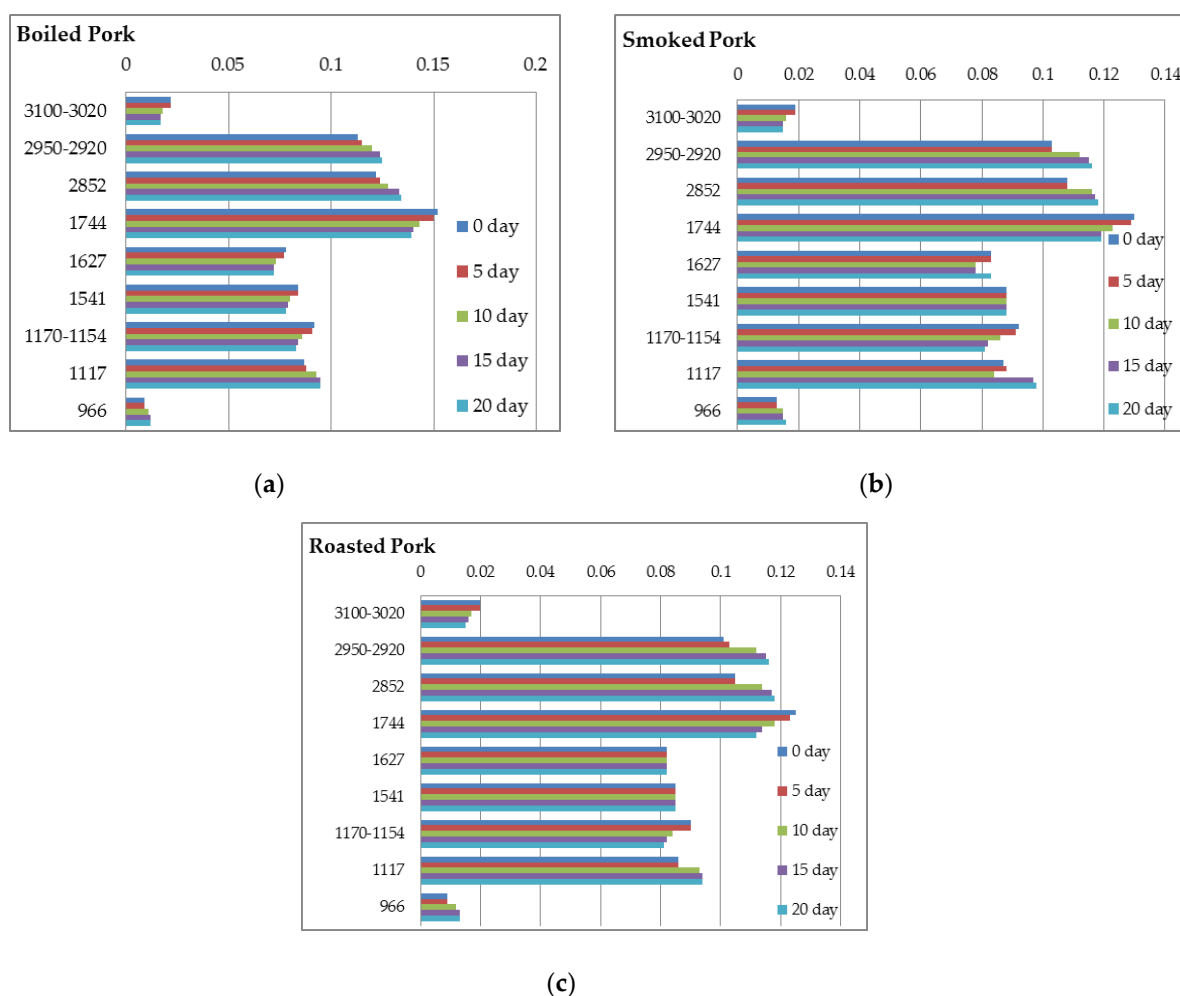 Boiled Pork
0 0.05 0.1 0.15 0.2
3100-3020
2950-2920
2852
1744
1627
1541
1170-1154
1117
966
0 day
5 day
10 day
15 day
20 day
(a)
Smoked Pork
0 0.02 0.04 0.06 0.08 0.1 0.12 0.14
3100-3020
2950-2920
2852
1744
1627
1541
1170-1154
1117
966
0 day
5 day
10 day
15 day
20 day
(b)
Roasted Pork
0 0.02 0.04 0.06 0.08 0.1 0.12 0.14
3100-3020
2950-2920
2852
1744
1627
1541
1170-1154
1117
966
0 day
5 day
10 day
15 day
20 day
(c)